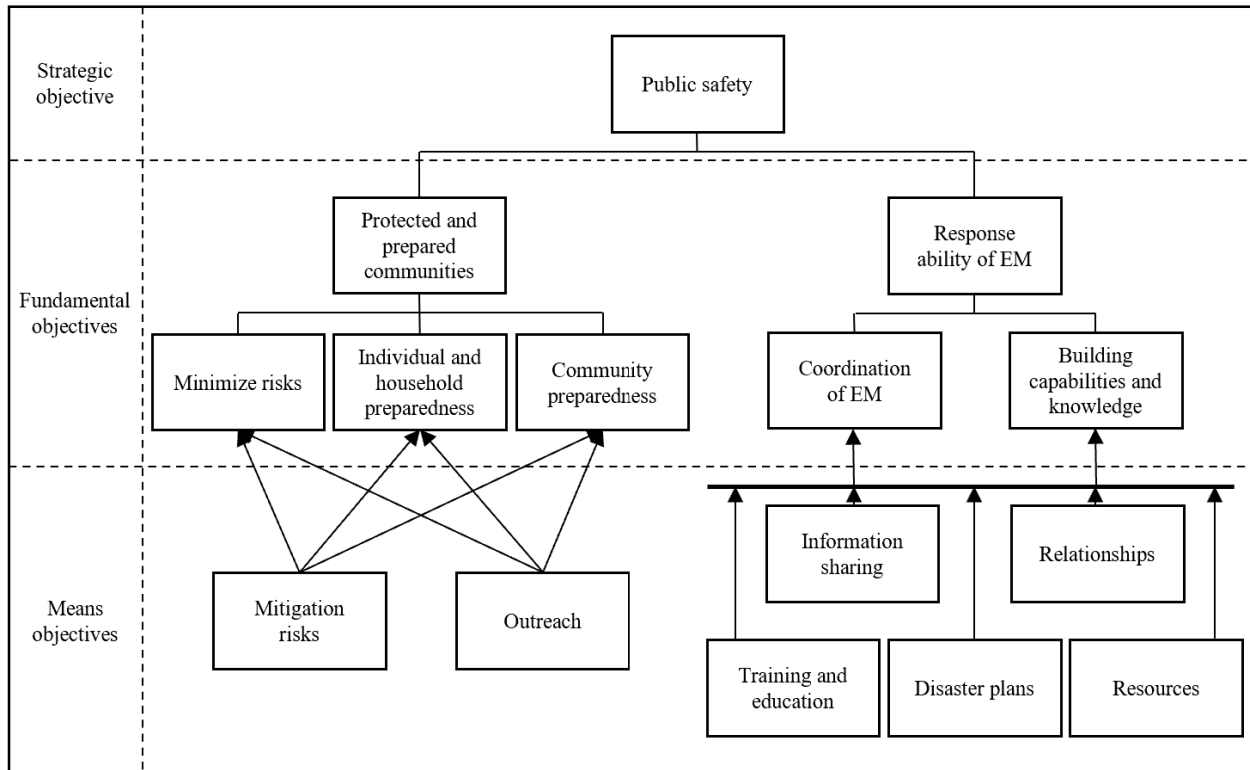 Strategic
objective
Public safety
Fundamental
objectives
Protected and
prepared
communities
Response
ability of EM
Minimize risks
Individual and
household
preparedness
Community
preparedness
Coordination
of EM
Building
capabilities and
knowledge
Means
objectives
Mitigation
risks
Outreach
Information
sharing
Relationships
Training and
education
Disaster plans
Resources